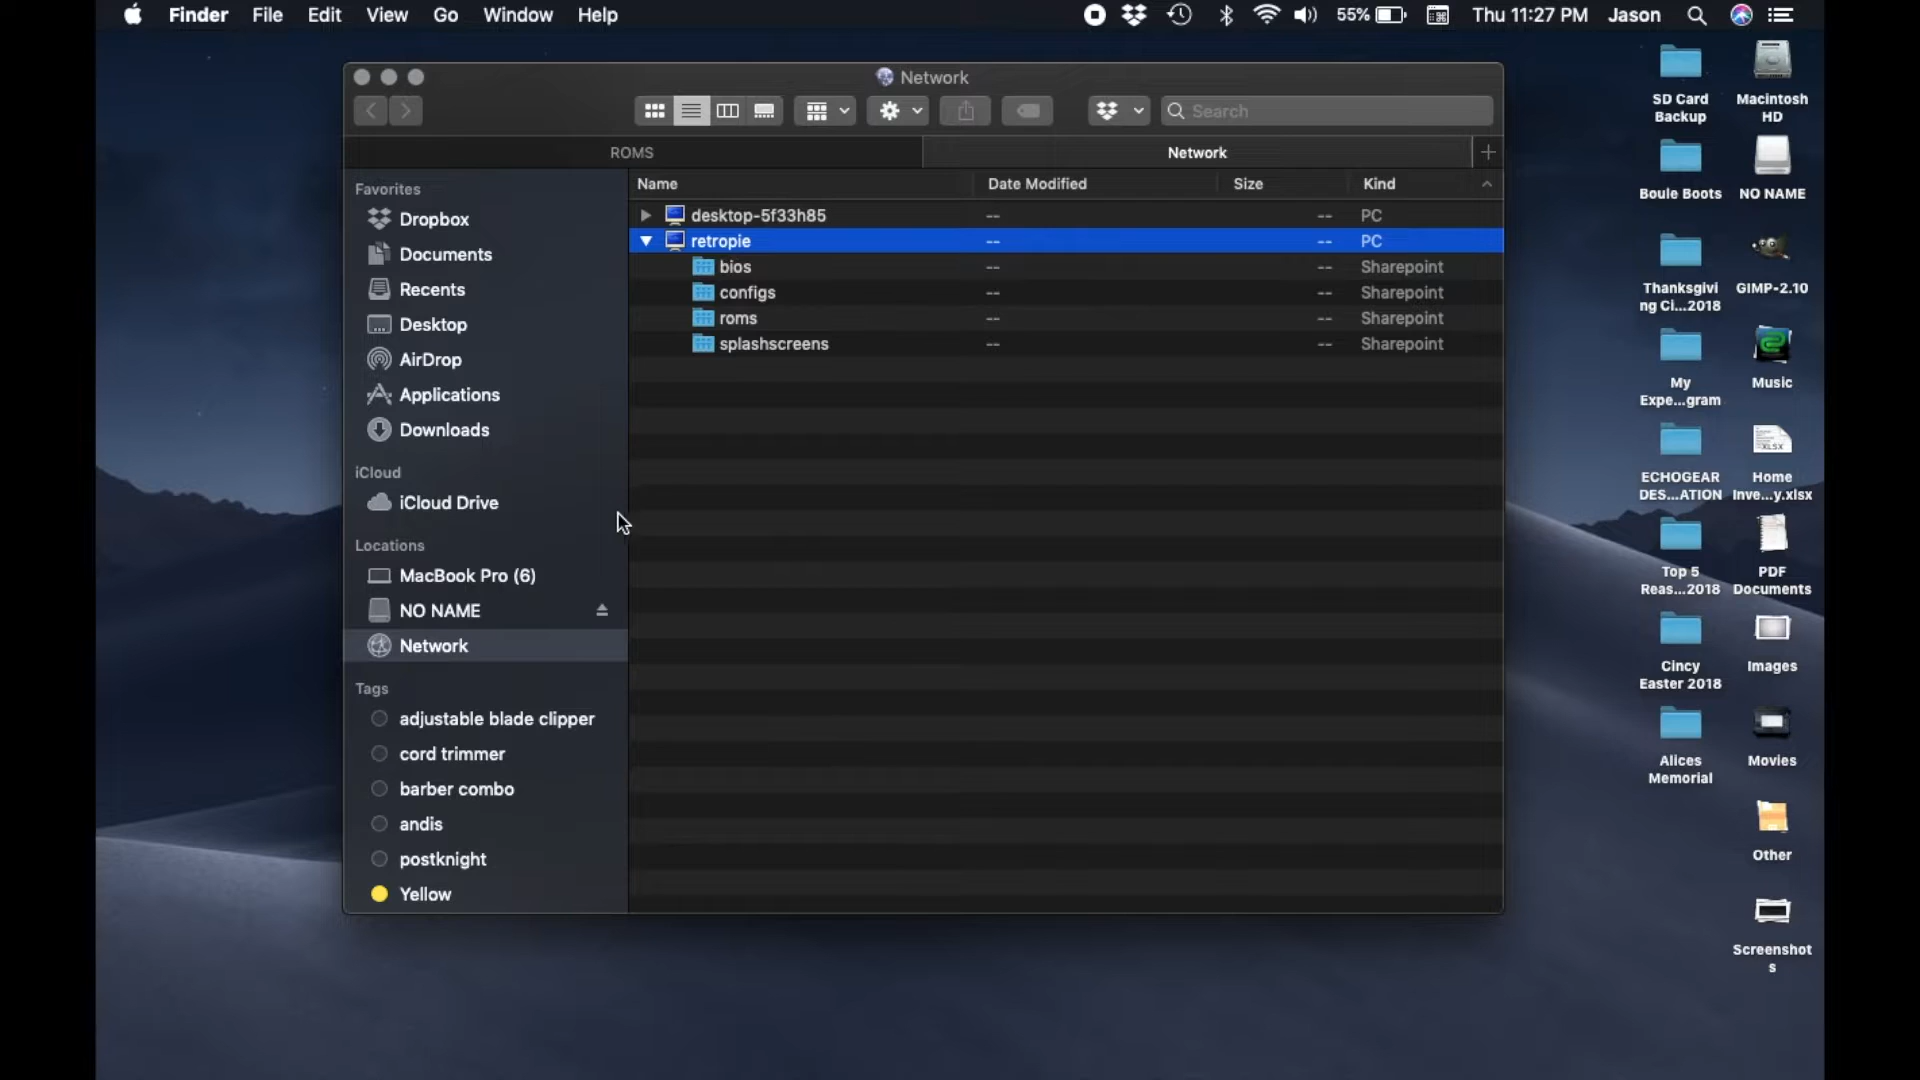 Finder File Edit View Go Window Help 55% Thu 11:27 PM Jason
Network
Search
ROMS Network
Name Date Modified Size Kind
desktop-5f33h85 -- -- PC
retropie -- -- PC
bios -- -- Sharepoint
configs -- -- Sharepoint
roms -- -- Sharepoint
splashscreens -- -- Sharepoint
Favorites
Dropbox
Documents
Recents
Desktop
AirDrop
Applications
Downloads
iCloud
iCloud Drive
Locations
MacBook Pro (6)
NO NAME
Network
Tags
adjustable blade clipper
cord trimmer
barber combo
andis
postknight
Yellow
SD Card
Backup
Macintosh
HD
Boule Boots
NO NAME
Thanksgivi
ng Ci...2018
GIMP-2.10
My
Expe...gram
Music
XLSX
ECHOGEAR
DES...ATION
Home
Inve...y.xlsx
Top 5
Reas...2018
PDF
Documents
Cincy
Easter 2018
Images
Alices
Memorial
Movies
Other
Screenshot
s